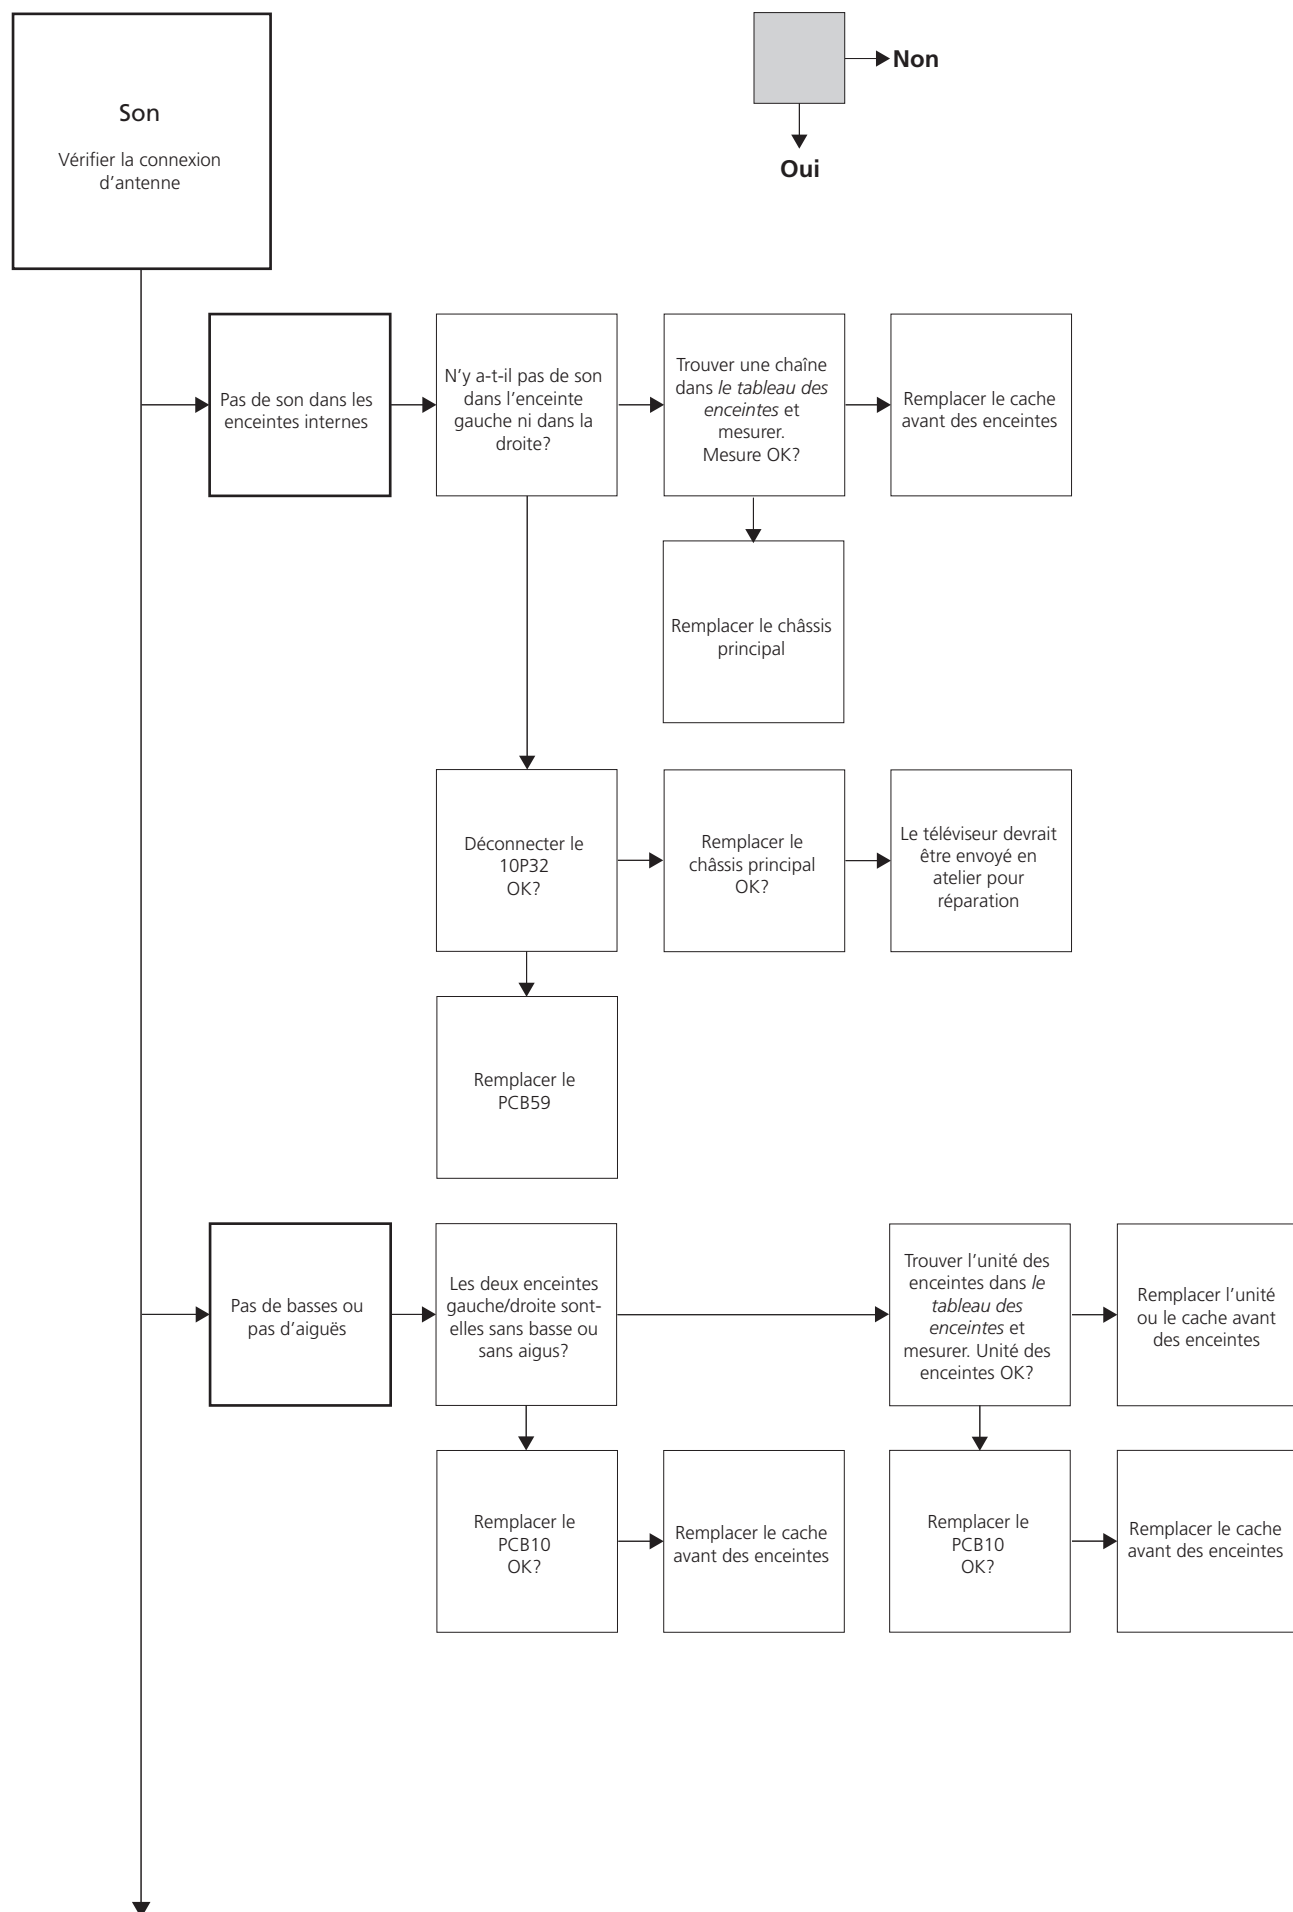 Son
Vérifier la connexion
d'antenne
Non
Oui
Pas de son dans les
enceintes internes
N'y a-t-il pas de son
dans l'enceinte
gauche ni dans la
droite?
Trouver une chaîne
dans le tableau des
enceintes et
mesurer.
Mesure OK?
Remplacer le cache
avant des enceintes
Remplacer le châssis
principal
Déconnecter le
10P32
OK?
Remplacer le
châssis principal
OK?
Le téléviseur devrait
être envoyé en
atelier pour
réparation
Remplacer le
PCB59
Pas de basses ou
pas d'aiguës
Les deux enceintes
gauche/droite sont-
elles sans basse ou
sans aigus?
Trouver l'unité des
enceintes dans le
tableau des
enceintes et
mesurer. Unité des
enceintes OK?
Remplacer l'unité
ou le cache avant
des enceintes
Remplacer le
PCB10
OK?
Remplacer le cache
avant des enceintes
Remplacer le
PCB10
OK?
Remplacer le cache
avant des enceintes